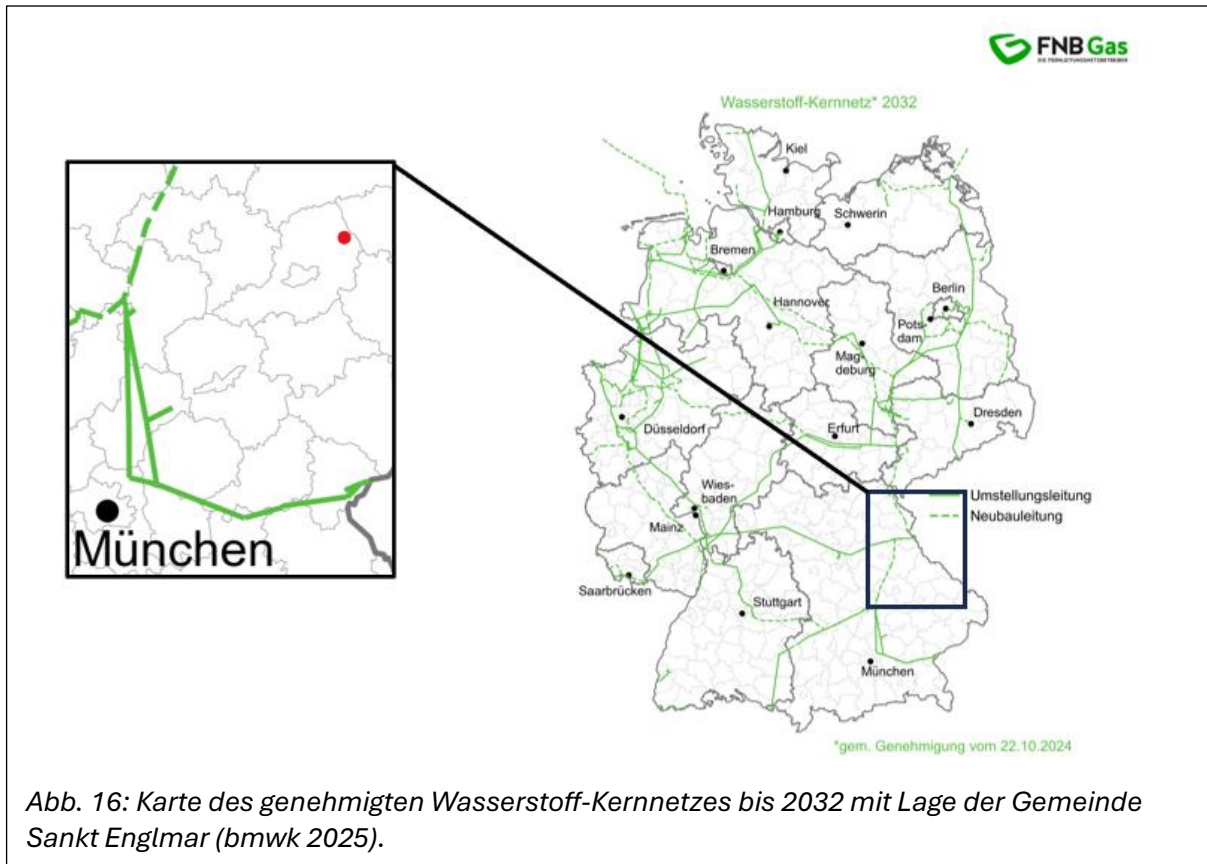 FNB Gas
DIE FERNLEITUNGSNETZBETREIBER
Wasserstoff-Kernnetz* 2032
Kiel
Hamburg
Schwerin
Bremen
Berlin
Hannover
Pots-
dam
Mag-
deburg
Düsseldorf
Erfurt
Dresden
Wies-
baden
Mainz
Umstellungsleitung
Neubauleitung
Saarbrücken
Stuttgart
München
München
*gem. Genehmigung vom 22.10.2024
Abb. 16: Karte des genehmigten Wasserstoff-Kernnetzes bis 2032 mit Lage der Gemeinde
Sankt Englmar (bmwk 2025).